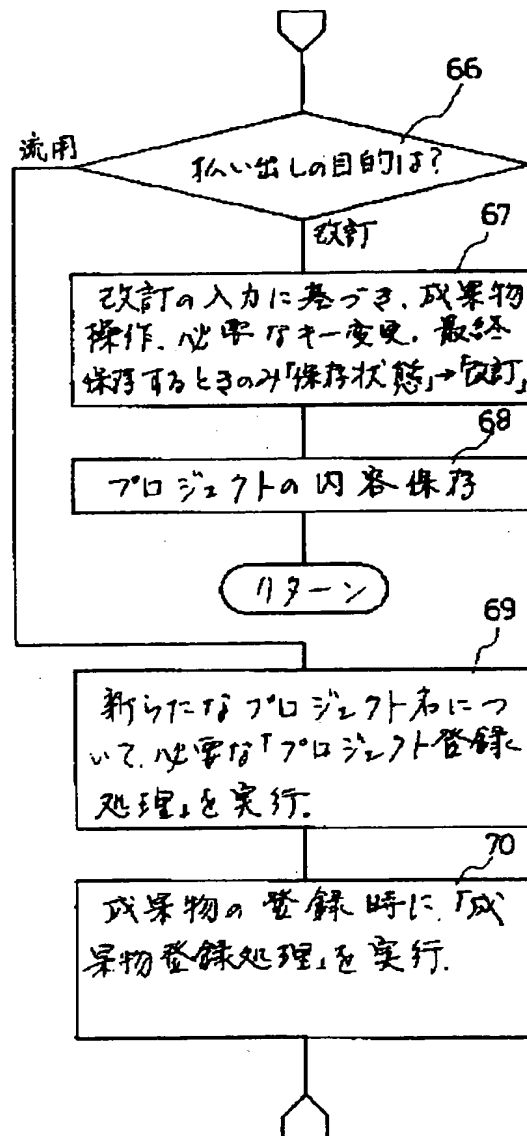 66
流用
払い出しの目的は?
改訂
67
改訂の入力に基づき、成果物
操作、必要なキー変更、最終
保存するときのみ「保存状態」→「改訂」
68
プロジェクトの内容保存
リターン
69
新らたなプロジェクト名につ
いて、必要な「プロジェクト登録
処理」を実行.
70
成果物の登録時に、「成
果物登録処理」を実行.